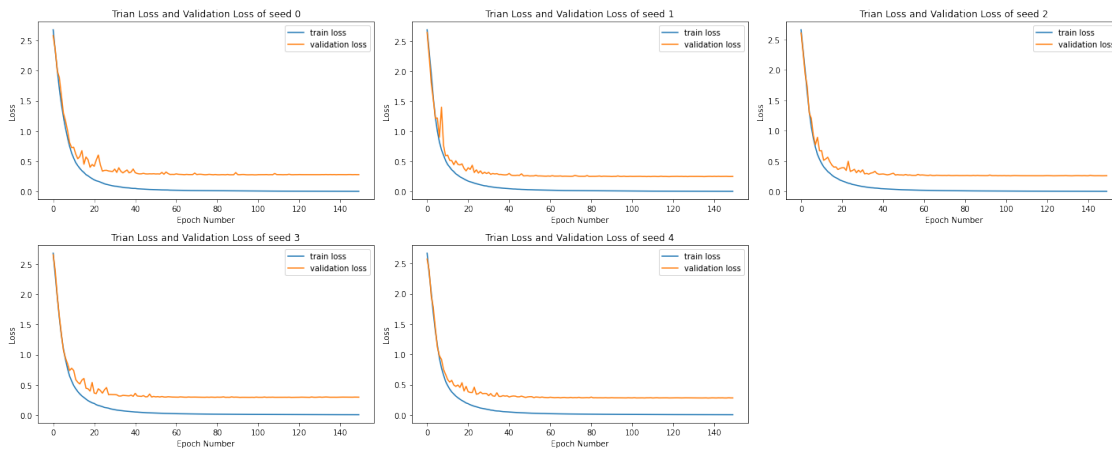 Trian Loss and Validation Loss of seed 0
train loss
validation loss
Loss
2.5
2.0
1.5
1.0
0.5
0.0
0 20 40 60 80 100 120 140
Epoch Number
Trian Loss and Validation Loss of seed 1
train loss
validation loss
Loss
2.5
2.0
1.5
1.0
0.5
0.0
0 20 40 60 80 100 120 140
Epoch Number
Trian Loss and Validation Loss of seed 2
train loss
validation loss
Loss
2.5
2.0
1.5
1.0
0.5
0.0
0 20 40 60 80 100 120 140
Epoch Number
Trian Loss and Validation Loss of seed 3
train loss
validation loss
Loss
2.5
2.0
1.5
1.0
0.5
0.0
0 20 40 60 80 100 120 140
Epoch Number
Trian Loss and Validation Loss of seed 4
train loss
validation loss
Loss
2.5
2.0
1.5
1.0
0.5
0.0
0 20 40 60 80 100 120 140
Epoch Number